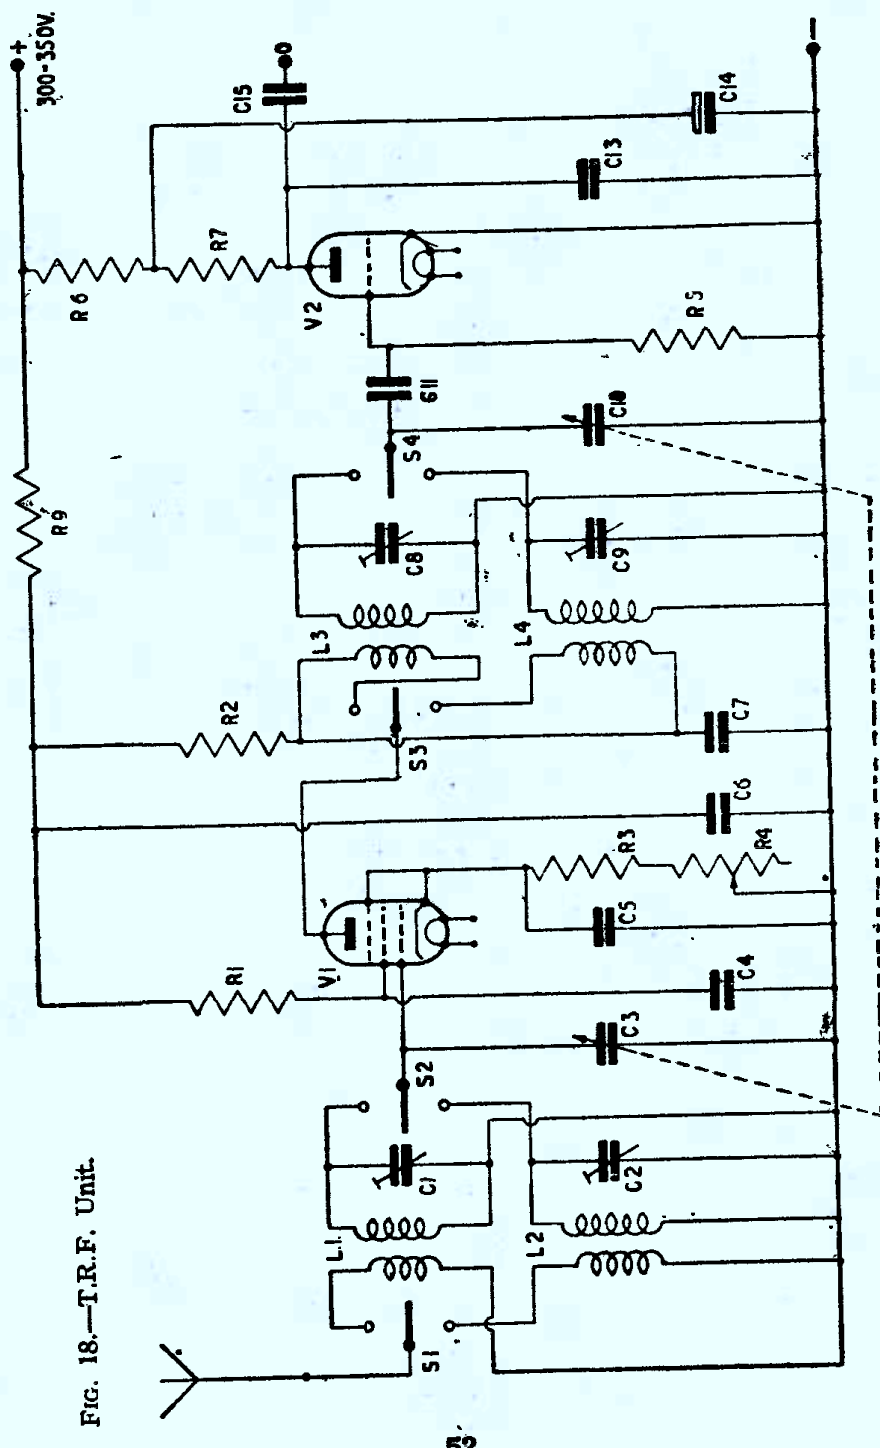 FIG. 18.—T.R.F. Unit.
+
300-350V.
R9
R6
R7
C15
O
R2
R1
V2
V1
L1
L3
C1
C8
S1
S2
S3
S4
G11
L2
L4
C2
C9
C3
C10
C4
C5
R3
R4
C6
C7
R5
C13
C14
−